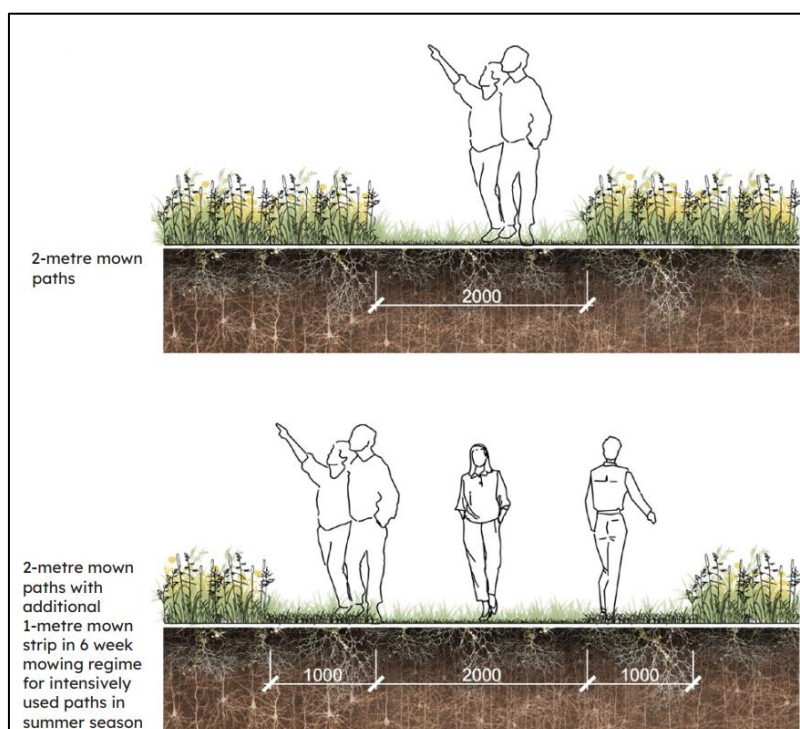 2-metre mown
paths
2000
2-metre mown
paths with
additional
1-metre mown
strip in 6 week
mowing regime
for intensively
used paths in
summer season
1000
2000
1000